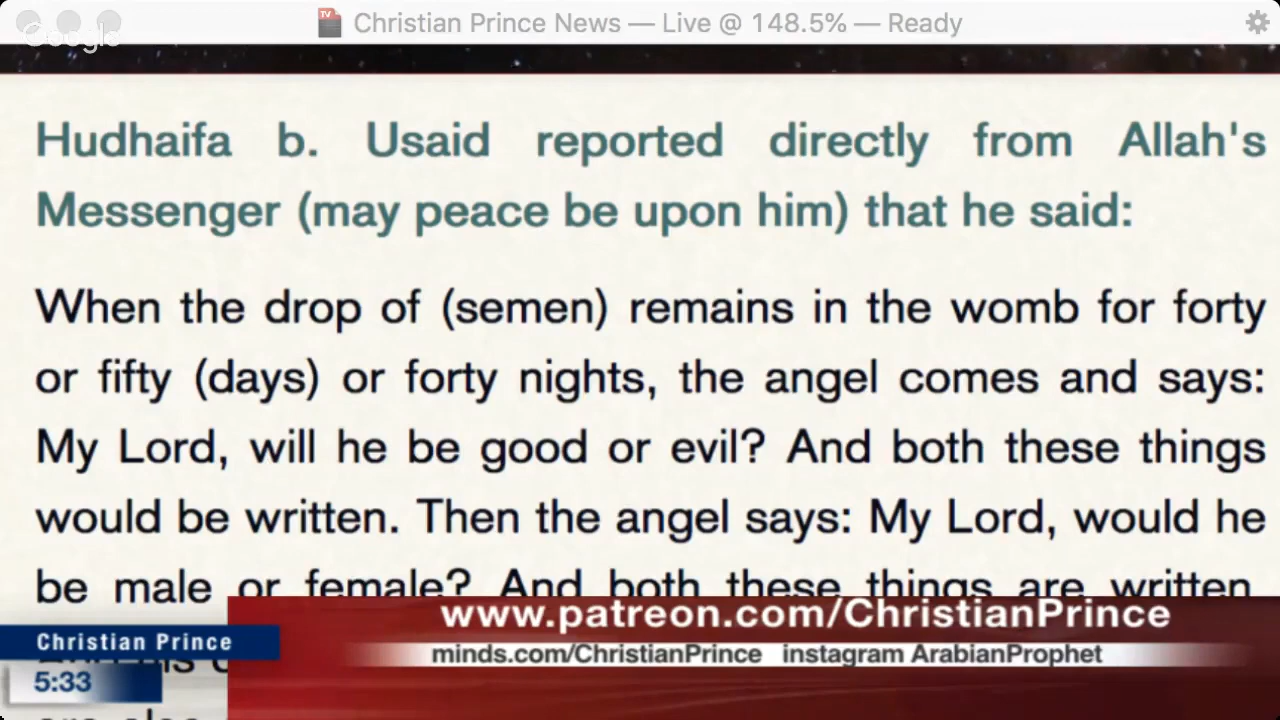 TV Christian Prince News — Live @ 148.5% — Ready
Google
Hudhaifa b. Usaid reported directly from Allah's
Messenger (may peace be upon him) that he said:
When the drop of (semen) remains in the womb for forty
or fifty (days) or forty nights, the angel comes and says:
My Lord, will he be good or evil? And both these things
would be written. Then the angel says: My Lord, would he
be male or female? And both these things are written
www.patreon.com/ChristianPrince
Christian Prince
minds.com/ChristianPrince instagram ArabianProphet
5:33
are also